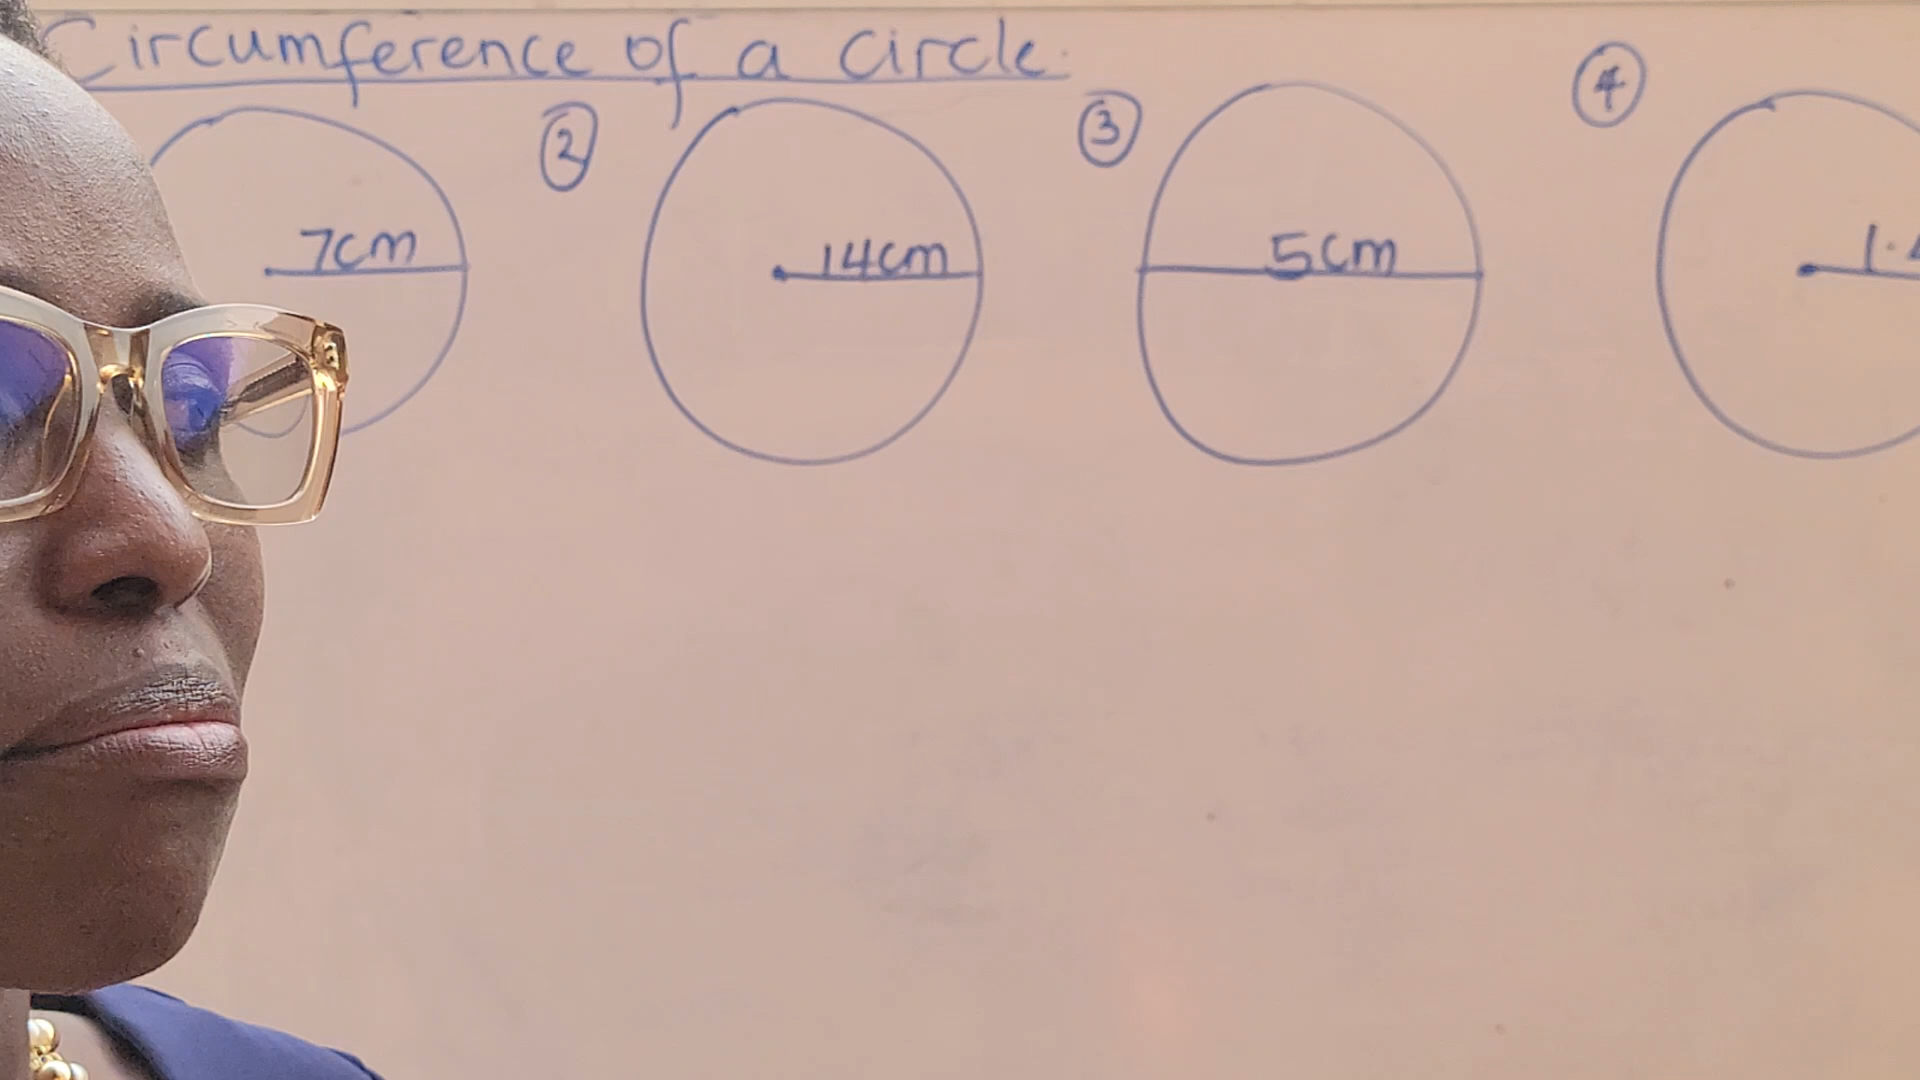 Circumference of a circle.
7cm
② 14cm
③ 5cm
④